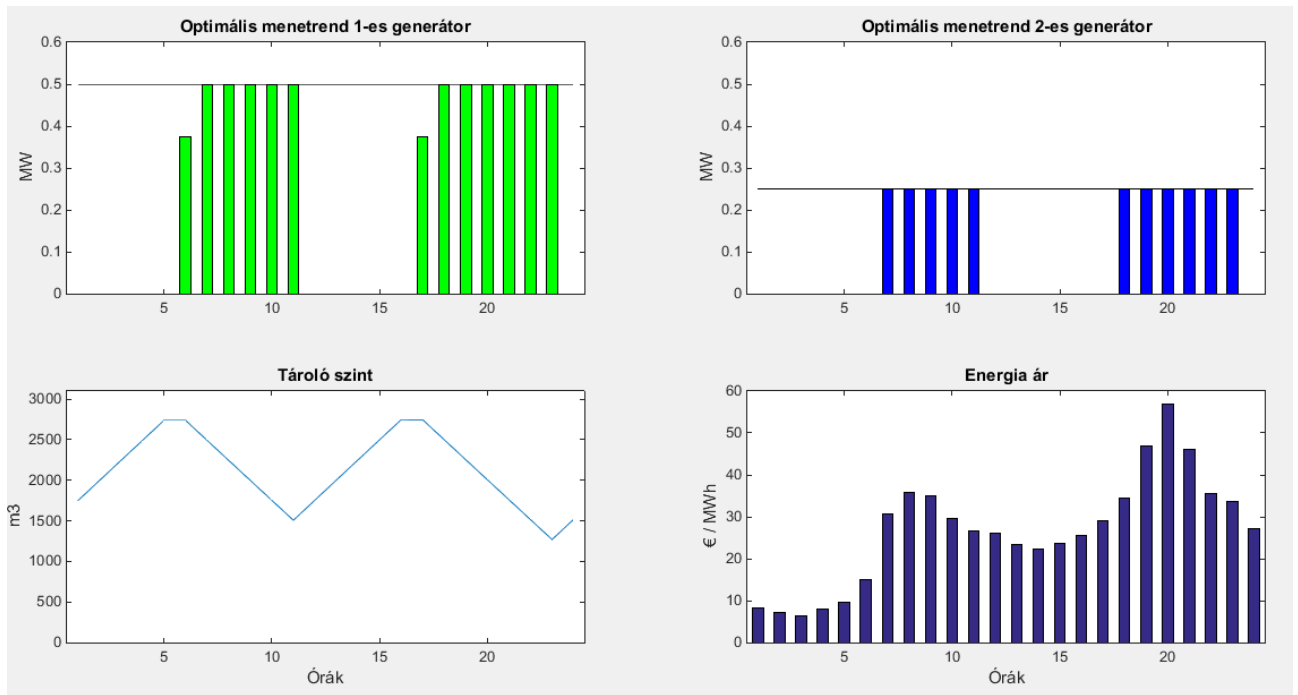 Optimális menetrend 1-es generátor
0.6
0.5
0.4
0.3
0.2
0.1
0
MW
5 10 15 20
Optimális menetrend 2-es generátor
0.6
0.5
0.4
0.3
0.2
0.1
0
MW
5 10 15 20
Tároló szint
3000
2500
2000
1500
1000
500
0
m3
5 10 15 20
Órák
Energia ár
60
50
40
30
20
10
0
€ / MWh
5 10 15 20
Órák